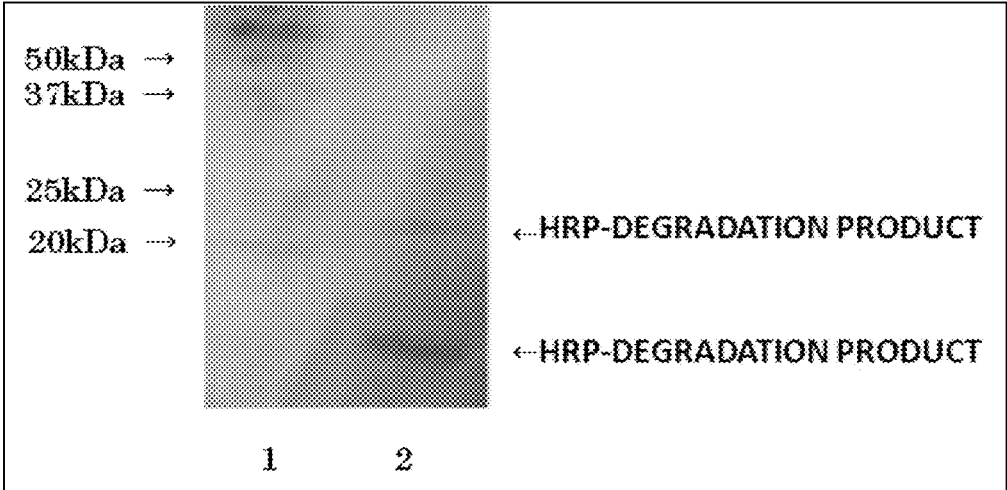 50kDa →
37kDa →
25kDa →
20kDa → ←HRP-DEGRADATION PRODUCT
←HRP-DEGRADATION PRODUCT
1 2